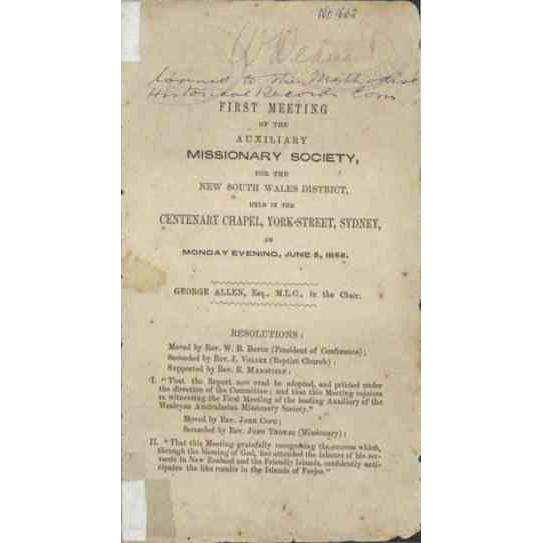 No 1662
W Deane
Loaned to the Methodist
Historical Records Com
FIRST MEETING
OF THE
AUXILIARY
MISSIONARY SOCIETY,
FOR THE
NEW SOUTH WALES DISTRICT,
HELD IN THE
CENTENARY CHAPEL, YORK-STREET, SYDNEY,
ON
MONDAY EVENING, JUNE 5,
GEORGE ALLEN, Esq., M.L.C., in the Chair.
RESOLUTIONS:
Moved by Rev. W. B. BOYCE (President of Conference);
Seconded by Rev. J. VOLLER (Baptist Church);
Supported by Rev. R. MANSFIELD;
I. "That the Report now read be adopted, and printed under
the direction of the Committee; and that this Meeting rejoices
in witnessing the First Meeting of the leading Auxiliary of the
Wesleyan Australasian Missionary Society."
Moved by Rev. JOHN COPE;
Seconded by Rev. JOHN THOMAS (Missionary);
II. "That this Meeting gratefully recognising the success which,
through the blessing of God, has attended the labours of his ser-
vants in New Zealand and the Friendly Islands, confidently anti-
cipates the like results in the Islands of Feejee."